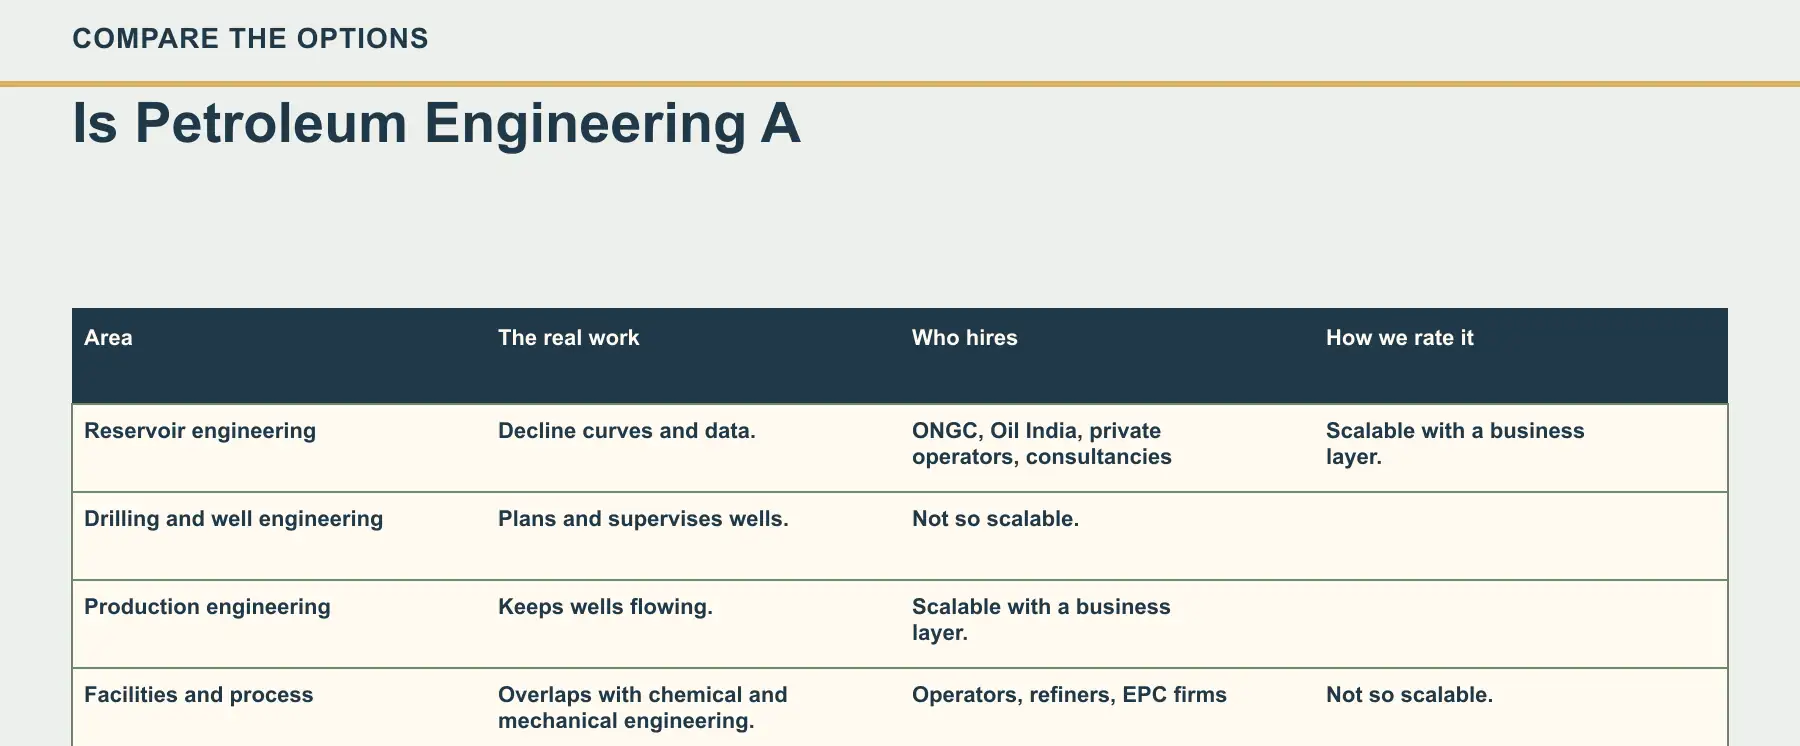 COMPARE THE OPTIONS
Is Petroleum Engineering A
Area The real work Who hires How we rate it
Reservoir engineering Decline curves and data. ONGC, Oil India, private operators, consultancies Scalable with a business layer.
Drilling and well engineering Plans and supervises wells. Not so scalable.
Production engineering Keeps wells flowing. Scalable with a business layer.
Facilities and process Overlaps with chemical and mechanical engineering. Operators, refiners, EPC firms Not so scalable.